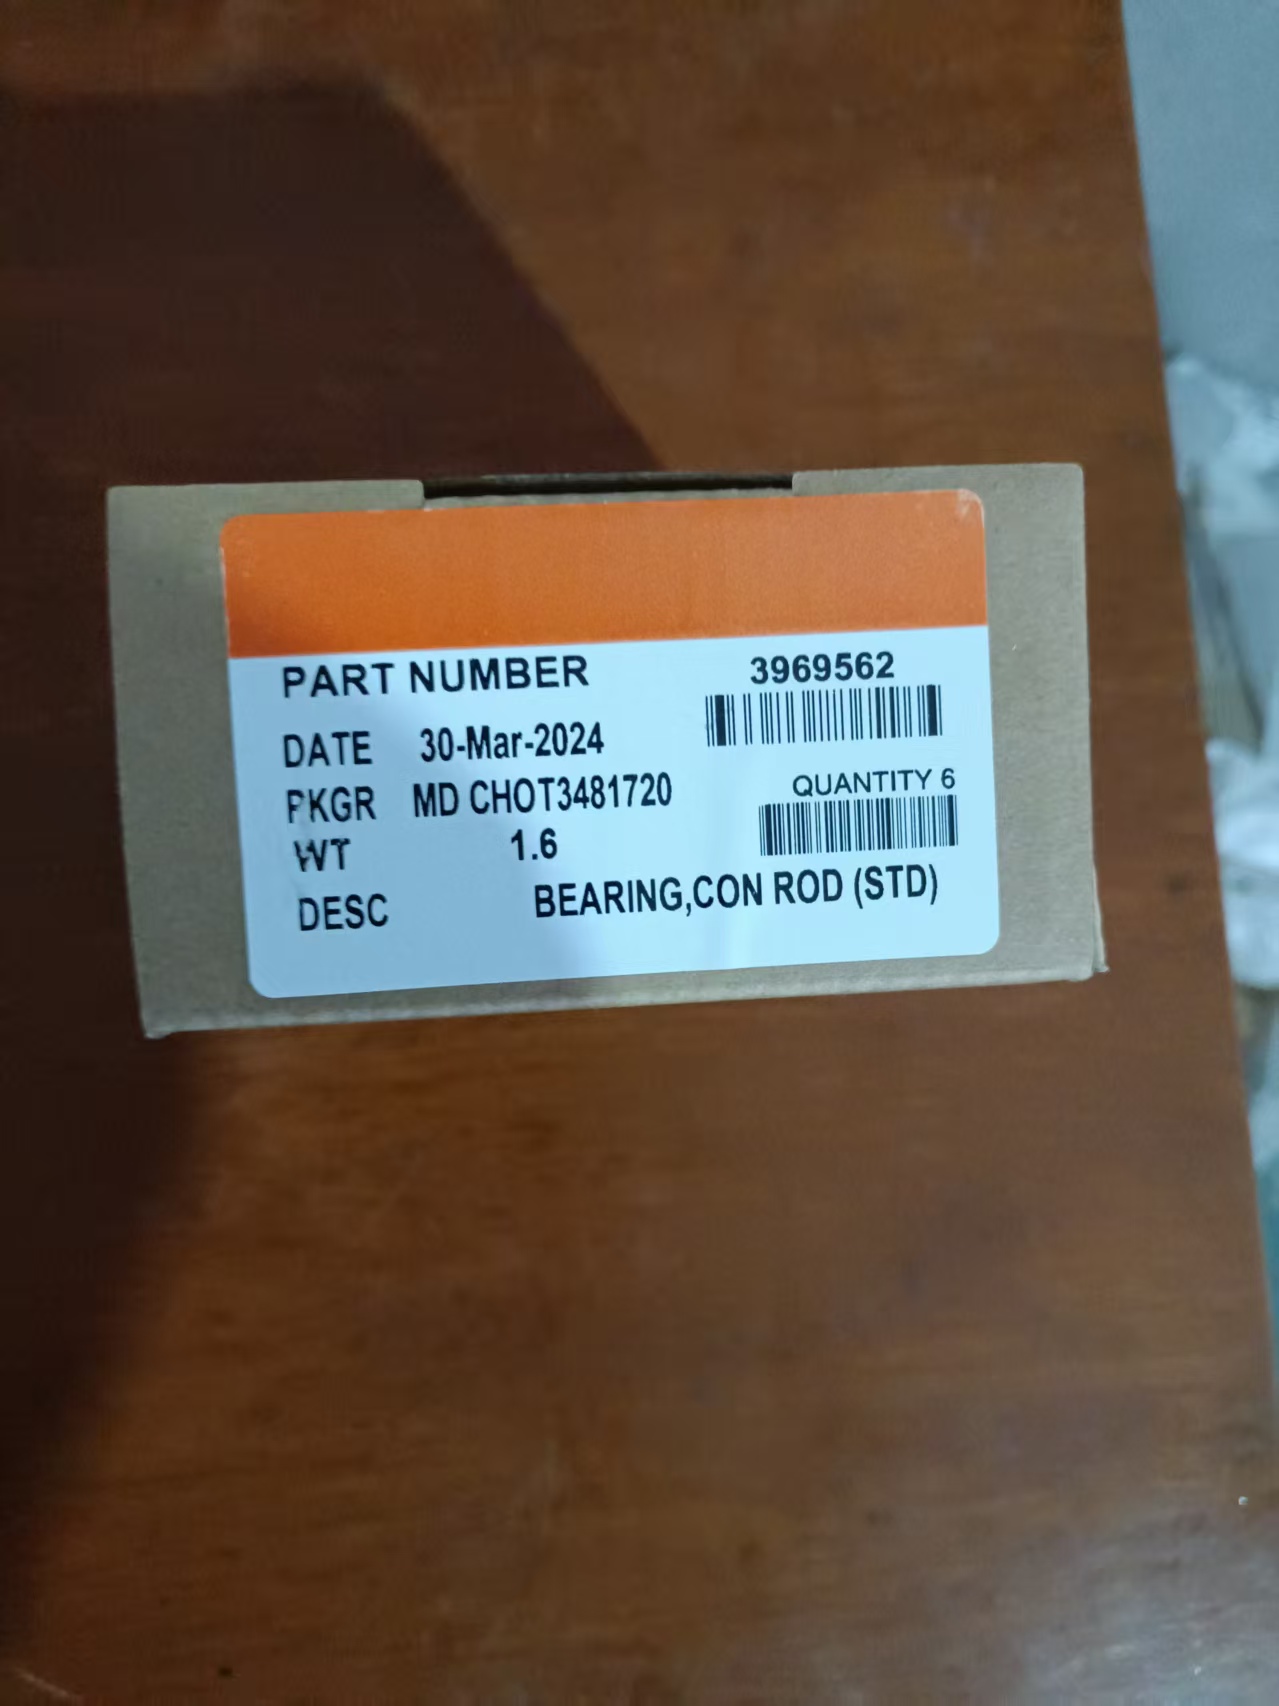 PART NUMBER 3969562
DATE 30-Mar-2024
PKGR MD CHOT3481720 QUANTITY 6
WT 1.6
DESC BEARING,CON ROD (STD)